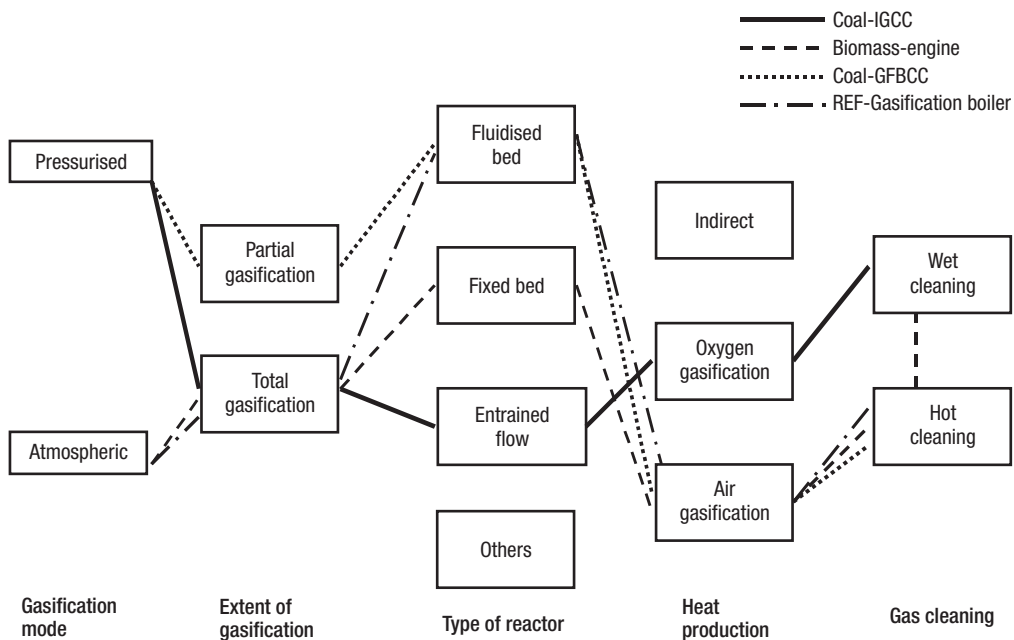 Coal-IGCC
Biomass-engine
Coal-GFBCC
REF-Gasification boiler
Pressurised
Atmospheric
Partial
gasification
Total
gasification
Fluidised
bed
Fixed bed
Entrained
flow
Others
Indirect
Oxygen
gasification
Air
gasification
Wet
cleaning
Hot
cleaning
Gasification
mode
Extent of
gasification
Type of reactor
Heat
production
Gas cleaning